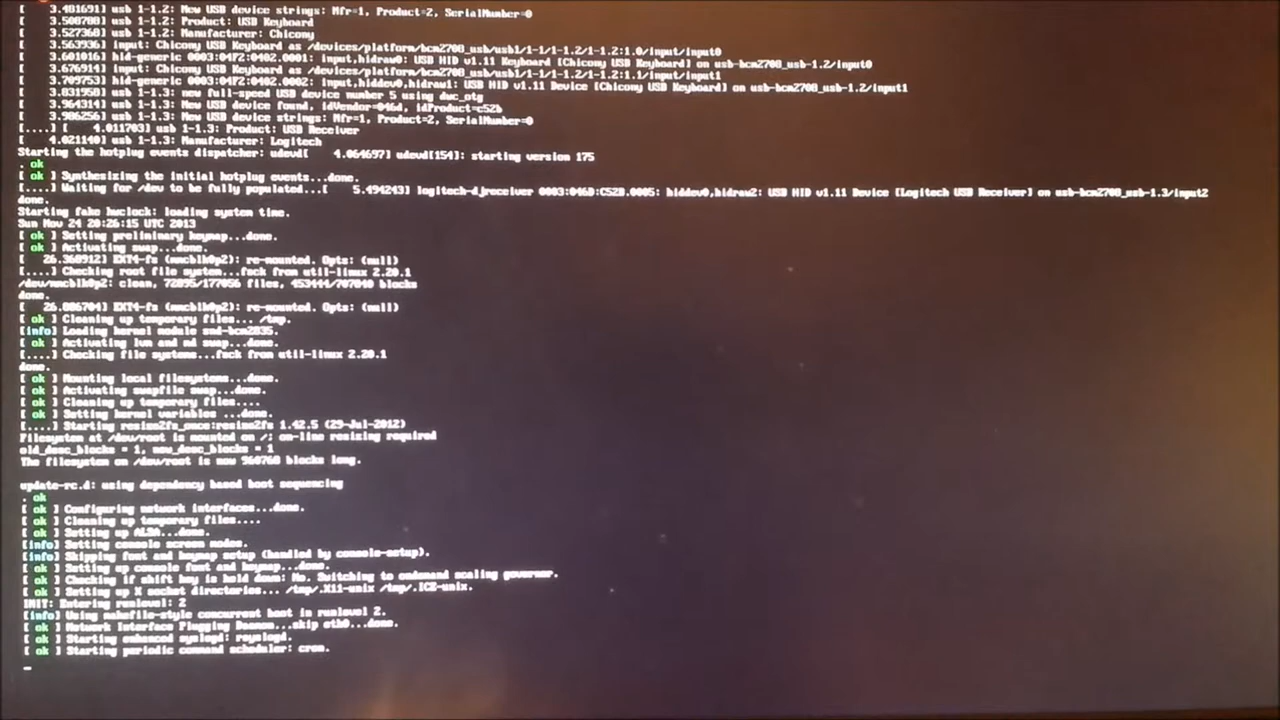 [    3.481691] usb 1-1.2: New USB device strings: Mfr=1, Product=2, SerialNumber=0
[    3.508708] usb 1-1.2: Product: USB Keyboard
[    3.527368] usb 1-1.2: Manufacturer: Chicony
[    3.563936] input: Chicony USB Keyboard as /devices/platform/bcm2708_usb/usb1/1-1/1-1.2/1-1.2:1.0/input/input0
[    3.601016] hid-generic 0003:04F2:0402.0001: input,hidraw0: USB HID v1.11 Keyboard [Chicony USB Keyboard] on usb-bcm2708_usb-1.2/input0
[    3.676914] input: Chicony USB Keyboard as /devices/platform/bcm2708_usb/usb1/1-1/1-1.2/1-1.2:1.1/input/input1
[    3.709753] hid-generic 0003:04F2:0402.0002: input,hiddev0,hidraw1: USB HID v1.11 Device [Chicony USB Keyboard] on usb-bcm2708_usb-1.2/input1
[    3.831958] usb 1-1.3: new full-speed USB device number 5 using dwc_otg
[    3.964314] usb 1-1.3: New USB device found, idVendor=046d, idProduct=c52b
[    3.986256] usb 1-1.3: New USB device strings: Mfr=1, Product=2, SerialNumber=0
[....] [    4.011703] usb 1-1.3: Product: USB Receiver
[    4.021140] usb 1-1.3: Manufacturer: Logitech
Starting the hotplug events dispatcher: udevd[    4.064697] udevd[154]: starting version 175
. ok
[ ok ] Synthesizing the initial hotplug events...done.
[....] Waiting for /dev to be fully populated...[    5.494243] logitech-djreceiver 0003:046D:C52B.0005: hiddev0,hidraw2: USB HID v1.11 Device [Logitech USB Receiver] on usb-bcm2708_usb-1.3/input2
done.
Starting fake hwclock: loading system time.
Sun Nov 24 20:26:15 UTC 2013
[ ok ] Setting preliminary keymap...done.
[ ok ] Activating swap...done.
[   26.360912] EXT4-fs (mmcblk0p2): re-mounted. Opts: (null)
[....] Checking root file system...fsck from util-linux 2.20.1
/dev/mmcblk0p2: clean, 72095/177056 files, 453444/707840 blocks
done.
[   26.886704] EXT4-fs (mmcblk0p2): re-mounted. Opts: (null)
[ ok ] Cleaning up temporary files... /tmp.
[info] Loading kernel module snd-bcm2835.
[ ok ] Activating lvm and md swap...done.
[....] Checking file systems...fsck from util-linux 2.20.1
done.
[ ok ] Mounting local filesystems...done.
[ ok ] Activating swapfile swap...done.
[ ok ] Cleaning up temporary files....
[ ok ] Setting kernel variables ...done.
[....] Starting resize2fs_once:resize2fs 1.42.5 (29-Jul-2012)
Filesystem at /dev/root is mounted on /; on-line resizing required
old_desc_blocks = 1, new_desc_blocks = 1
The filesystem on /dev/root is now 960768 blocks long.
update-rc.d: using dependency based boot sequencing
. ok
[ ok ] Configuring network interfaces...done.
[ ok ] Cleaning up temporary files....
[ ok ] Setting up ALSA...done.
[info] Setting console screen modes.
[info] Skipping font and keymap setup (handled by console-setup).
[ ok ] Setting up console font and keymap...done.
[ ok ] Checking if shift key is held down: No. Switching to ondemand scaling governor.
[ ok ] Setting up X socket directories... /tmp/.X11-unix /tmp/.ICE-unix.
INIT: Entering runlevel: 2
[info] Using makefile-style concurrent boot in runlevel 2.
[ ok ] Network Interface Plugging Daemon...skip eth0...done.
[ ok ] Starting enhanced syslogd: rsyslogd.
[ ok ] Starting periodic command scheduler: cron.